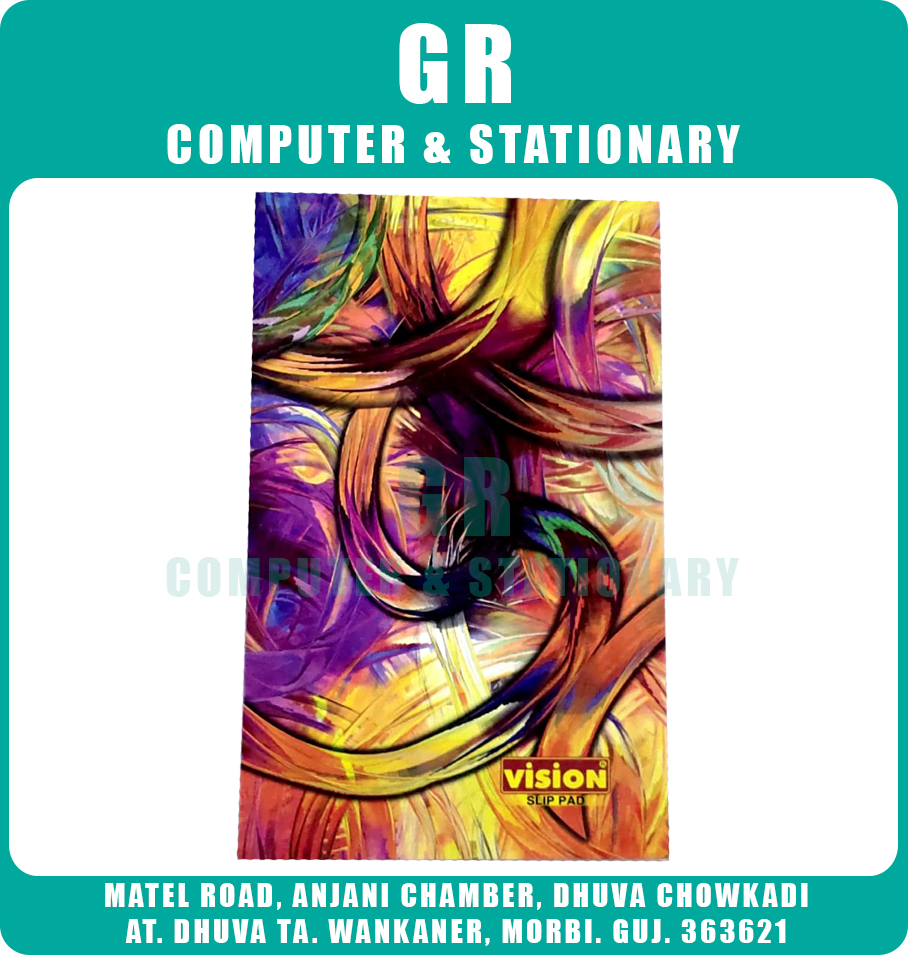 GR
COMPUTER & STATIONARY
GR
COMPUTER & STATIONARY
VISION
SLIP PAD
MATEL ROAD, ANJANI CHAMBER, DHUVA CHOWKADI
AT. DHUVA TA. WANKANER, MORBI. GUJ. 363621